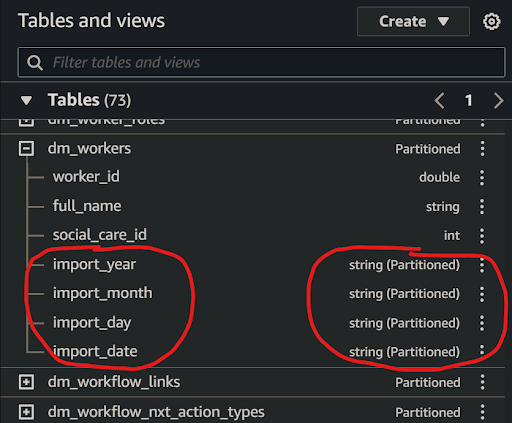 Tables and views
Create
Filter tables and views
Tables (73)
1
dm_worker_roles Partitioned
dm_workers Partitioned
worker_id double
full_name string
social_care_id int
import_year string (Partitioned)
import_month string (Partitioned)
import_day string (Partitioned)
import_date string (Partitioned)
dm_workflow_links Partitioned
dm_workflow_nxt_action_types Partitioned